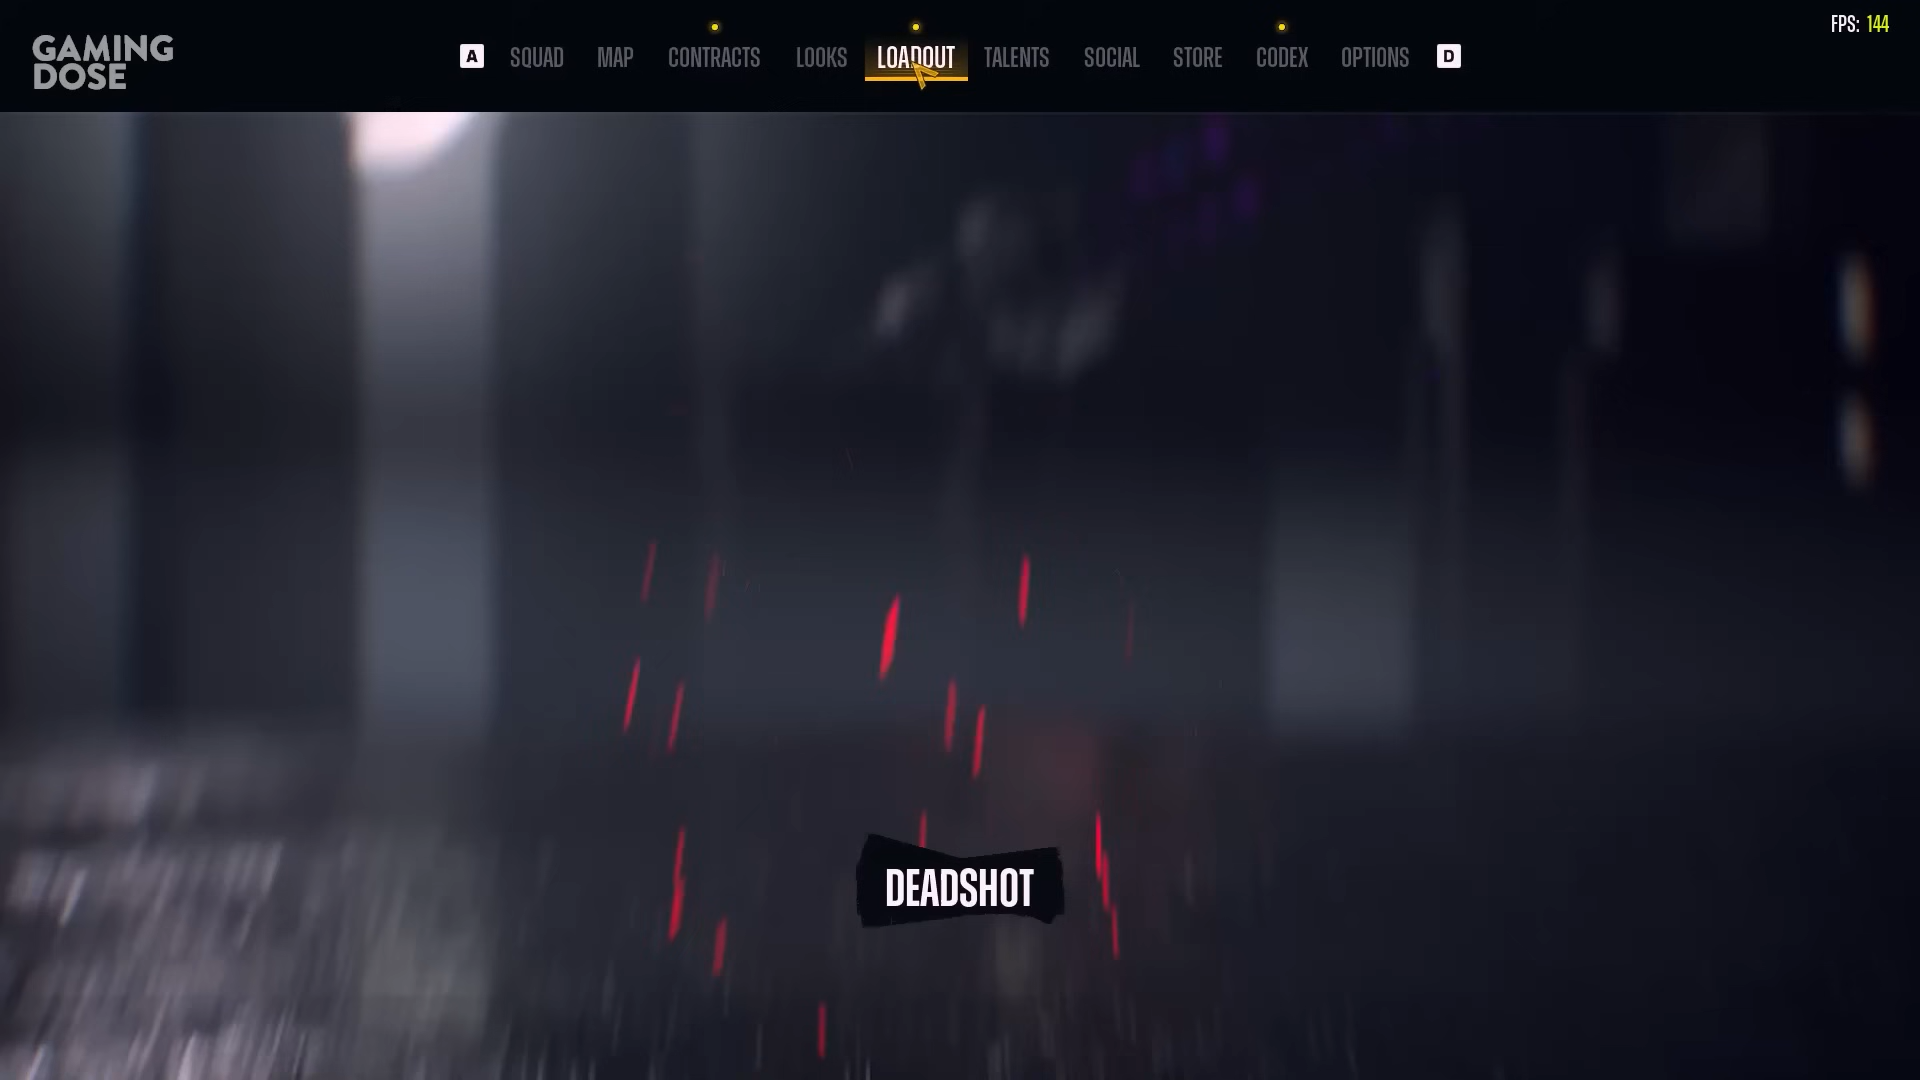 GAMING
DOSE
A SQUAD MAP CONTRACTS LOOKS LOADOUT TALENTS SOCIAL STORE CODEX OPTIONS D
FPS: 144
DEADSHOT